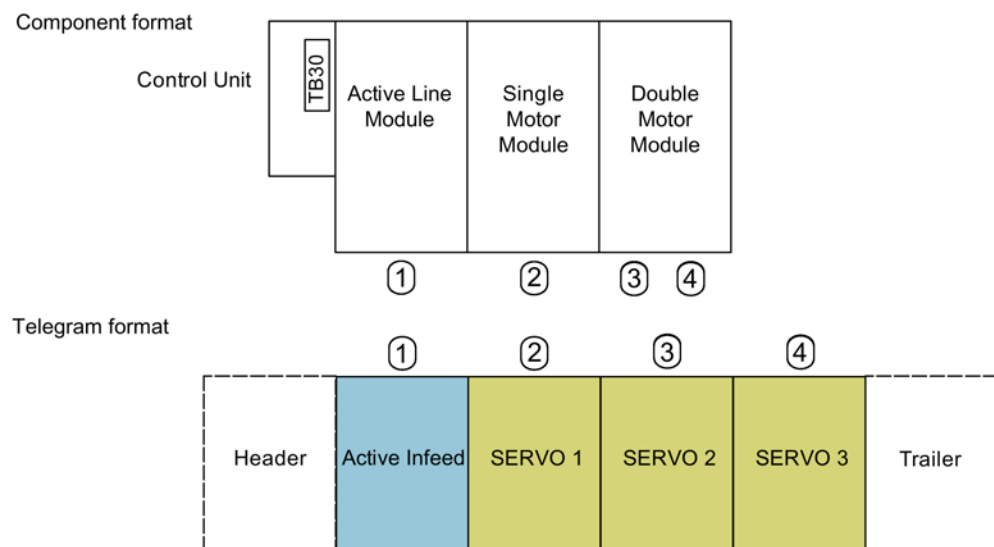 Component format
Control Unit
TB30
Active Line
Module
Single
Motor
Module
Double
Motor
Module
1
2
3
4
Telegram format
1
2
3
4
Header
Active Infeed
SERVO 1
SERVO 2
SERVO 3
Trailer